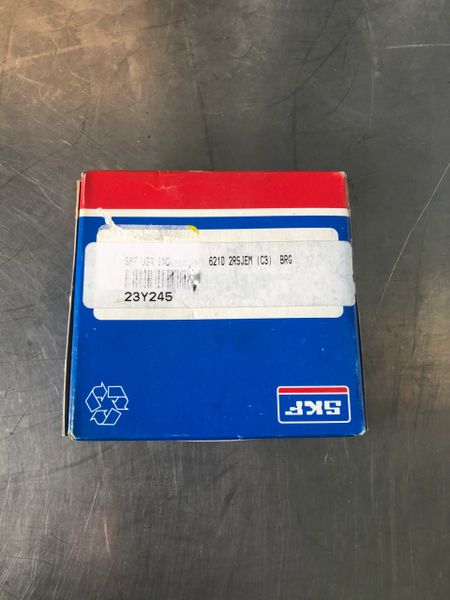 SKF USA INC 6210 2RSJEM (C3) BRG
23Y245
SKF